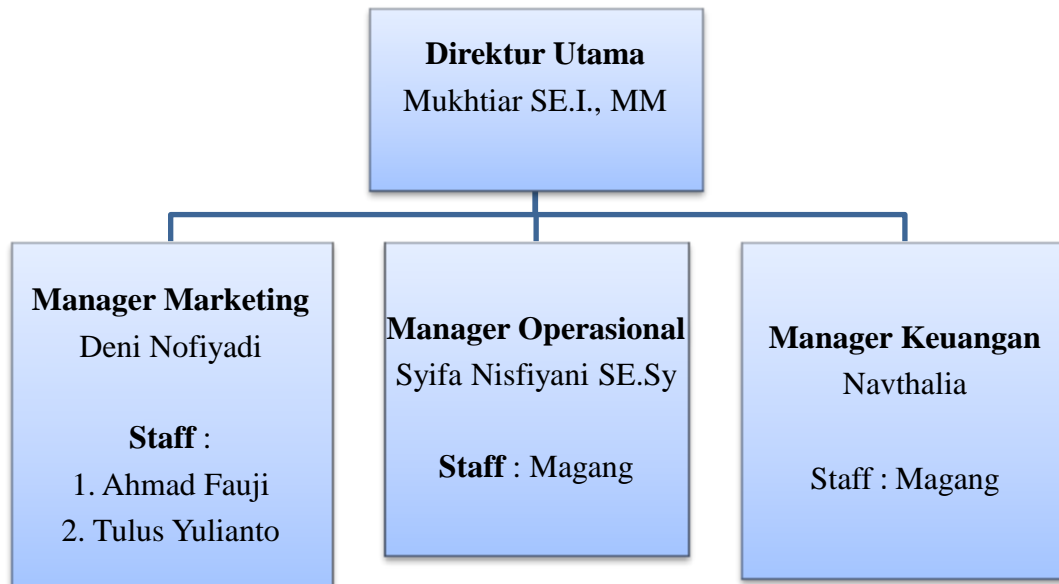 Direktur Utama
Mukhtiar SE.I., MM
Manager Marketing
Deni Nofiyadi
Staff :
1. Ahmad Fauji
2. Tulus Yulianto
Manager Operasional
Syifa Nisfiyani SE.Sy
Staff : Magang
Manager Keuangan
Navthalia
Staff : Magang